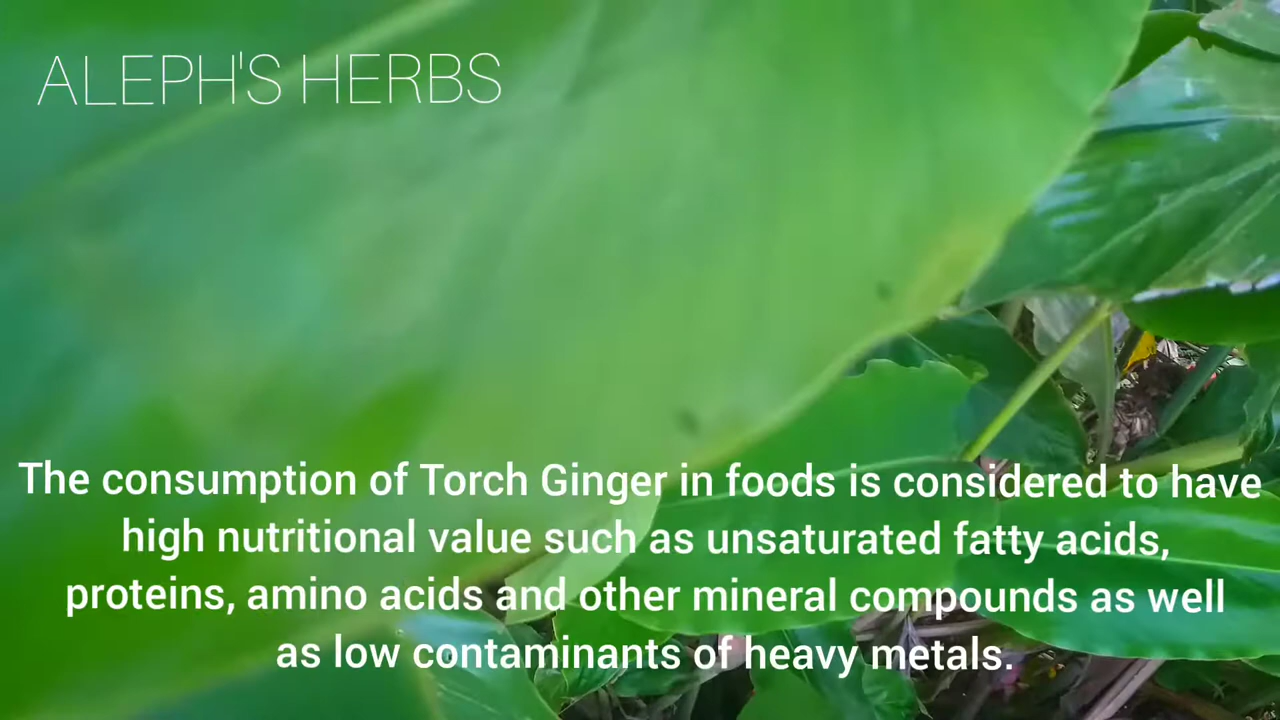 ALEPH'S HERBS
The consumption of Torch Ginger in foods is considered to have
high nutritional value such as unsaturated fatty acids,
proteins, amino acids and other mineral compounds as well
as low contaminants of heavy metals.